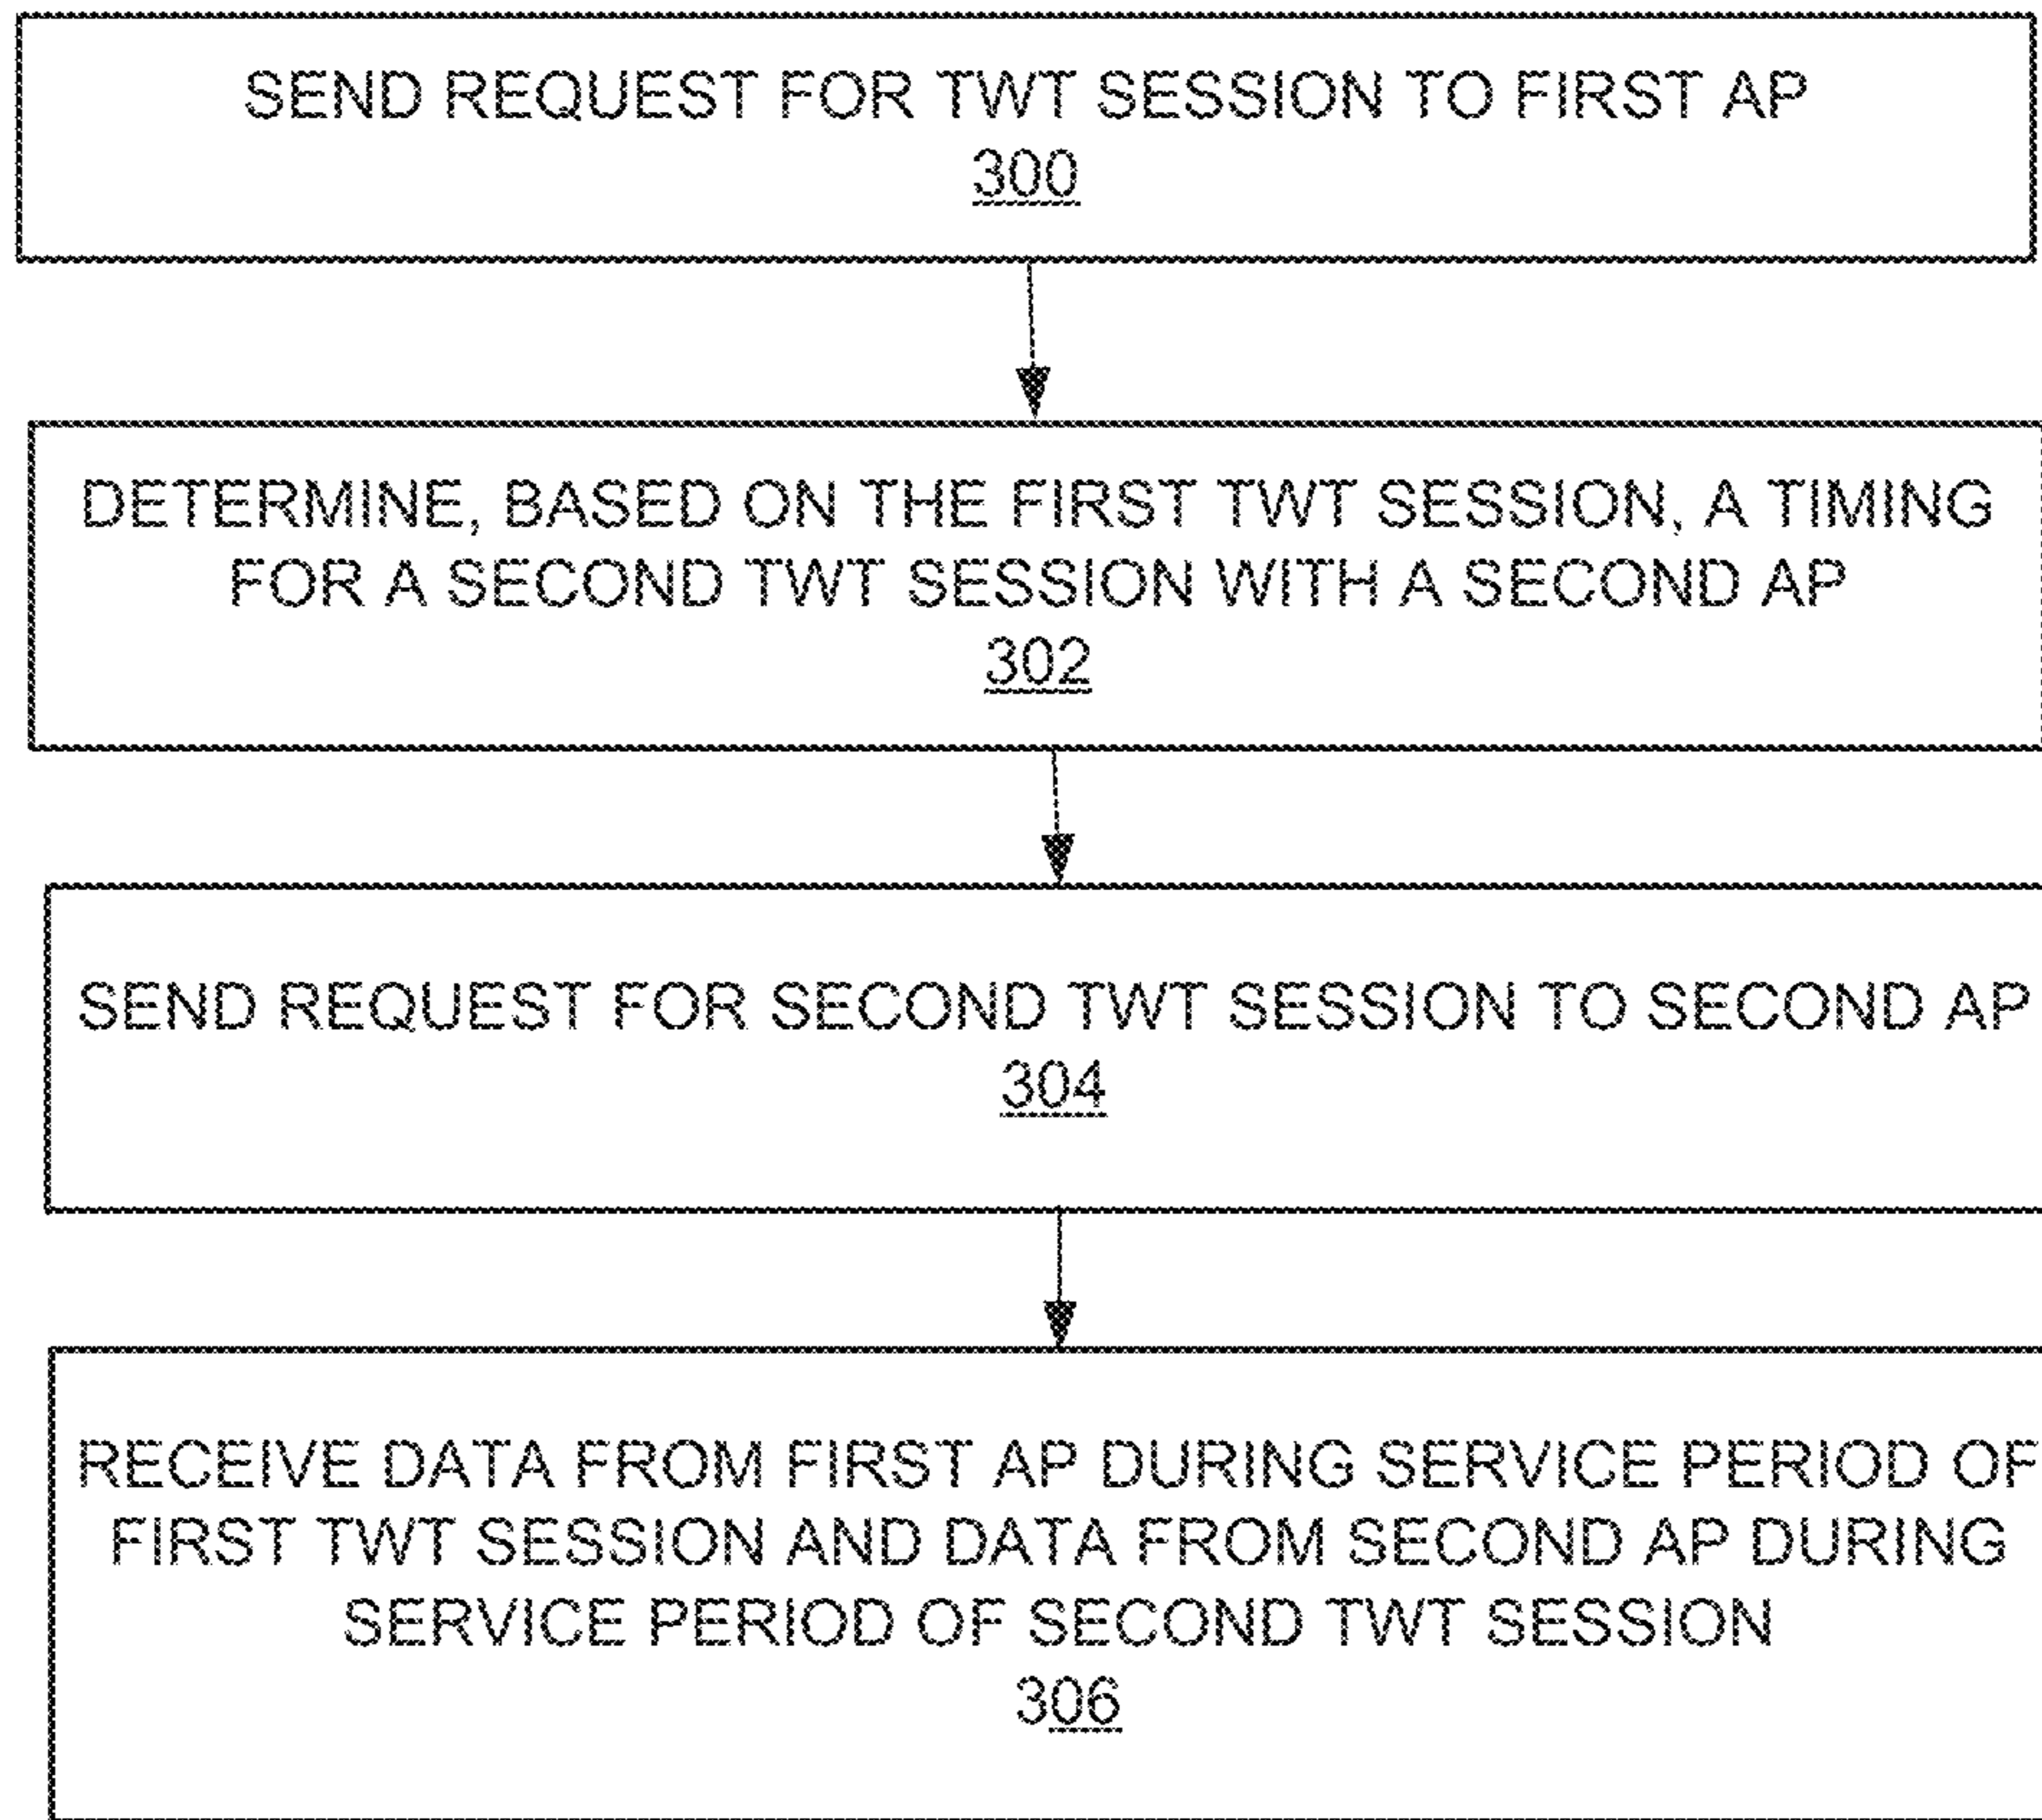 SEND REQUEST FOR TWT SESSION TO FIRST AP
300
DETERMINE, BASED ON THE FIRST TWT SESSION, A TIMING
FOR A SECOND TWT SESSION WITH A SECOND AP
302
SEND REQUEST FOR SECOND TWT SESSION TO SECOND AP
304
RECEIVE DATA FROM FIRST AP DURING SERVICE PERIOD OF
FIRST TWT SESSION AND DATA FROM SECOND AP DURING
SERVICE PERIOD OF SECOND TWT SESSION
306